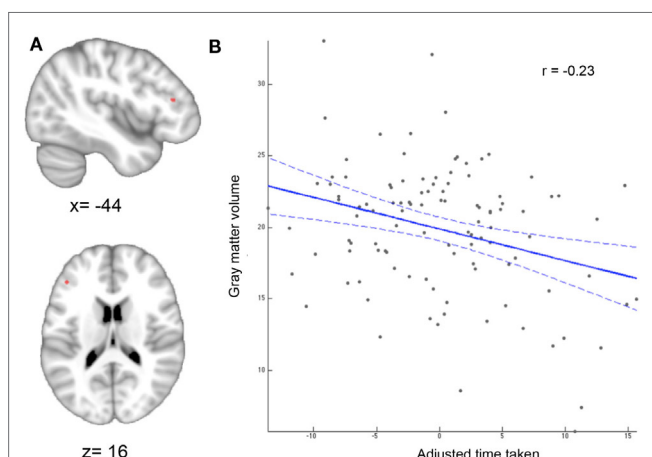 A
x= -44
z= 16
B
r = -0.23
Gray matter volume
30
25
20
15
10
-10
-5
0
5
10
15
Adjusted time taken